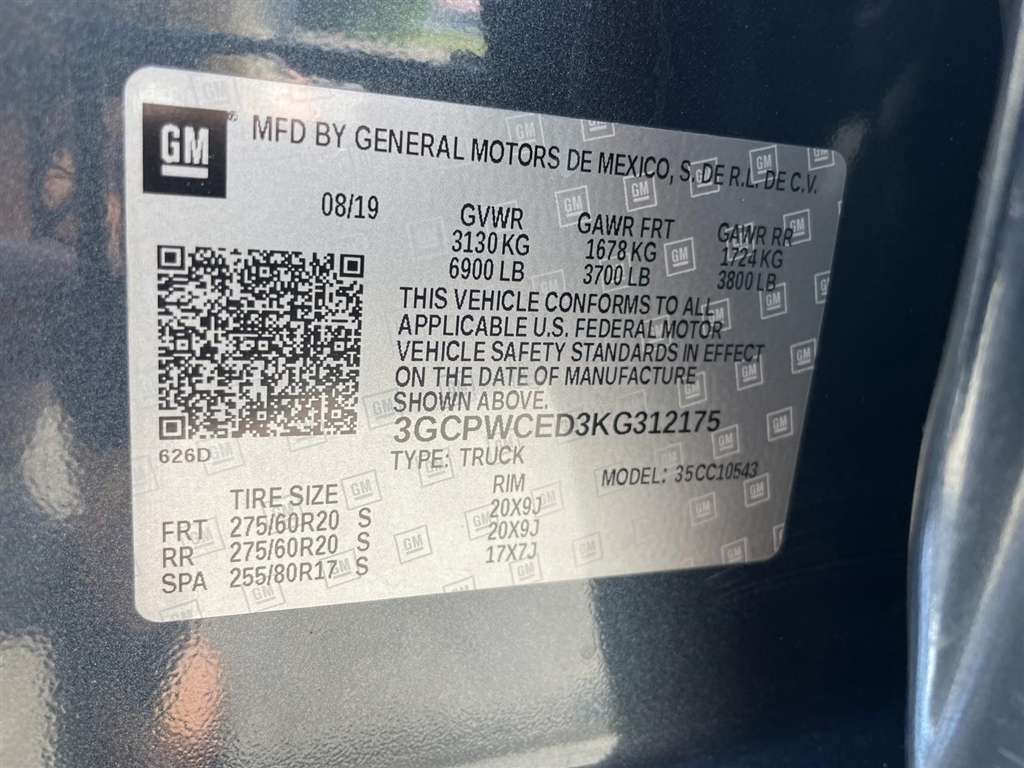 GM ® MFD BY GENERAL MOTORS DE MEXICO, S. DE R.L. DE C.V.
08/19
GVWR GAWR FRT GAWR RR
3130 KG 1678 KG 1724 KG
6900 LB 3700 LB 3800 LB
THIS VEHICLE CONFORMS TO ALL
APPLICABLE U.S. FEDERAL MOTOR
VEHICLE SAFETY STANDARDS IN EFFECT
ON THE DATE OF MANUFACTURE
SHOWN ABOVE.
3GCPWCED3KG312175
626D
TYPE: TRUCK MODEL: 35CC10543
TIRE SIZE RIM
FRT 275/60R20 S 20X9J
RR 275/60R20 S 20X9J
SPA 255/80R17 S 17X7J